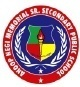 ANOOP NEGI MEMORIAL SR. SECONDARY PUBLIC SCHOOL